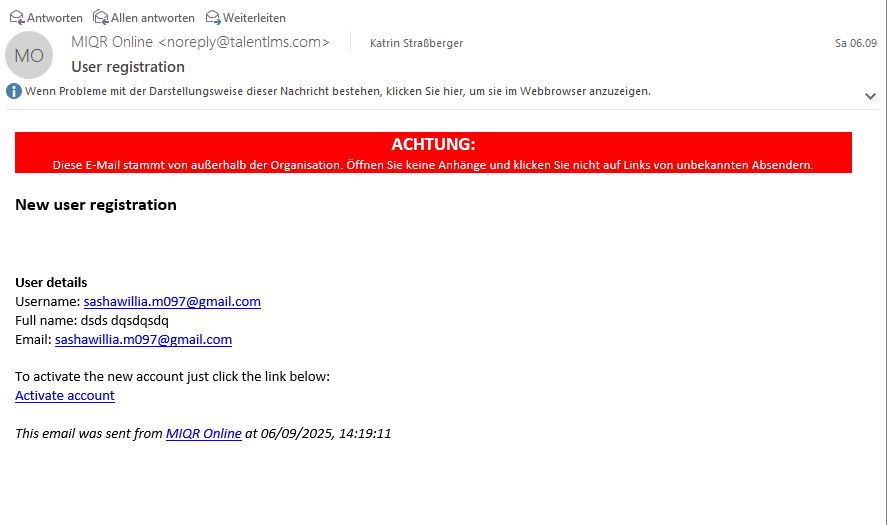 Antworten Allen antworten Weiterleiten
MO
MIQR Online <noreply@talentlms.com> Katrin Straßberger Sa 06.09
User registration
Wenn Probleme mit der Darstellungsweise dieser Nachricht bestehen, klicken Sie hier, um sie im Webbrowser anzuzeigen.
ACHTUNG:
Diese E-Mail stammt von außerhalb der Organisation. Öffnen Sie keine Anhänge und klicken Sie nicht auf Links von unbekannten Absendern.
New user registration
User details
Username: sashawillia.m097@gmail.com
Full name: dsds dqsdqsdq
Email: sashawillia.m097@gmail.com
To activate the new account just click the link below:
Activate account
This email was sent from MIQR Online at 06/09/2025, 14:19:11